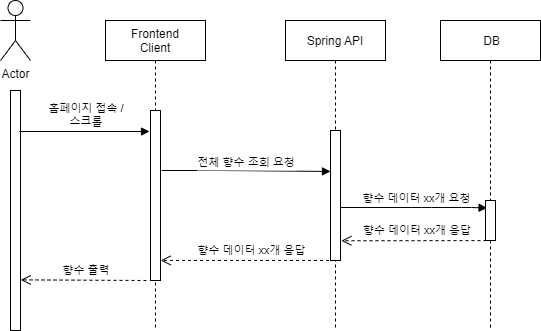 Frontend
Client
Spring API
DB
Actor
홈페이지 접속 /
스크롤
전체 향수 조회 요청
향수 데이터 xx개 요청
향수 데이터 xx개 응답
향수 데이터 xx개 응답
향수 출력